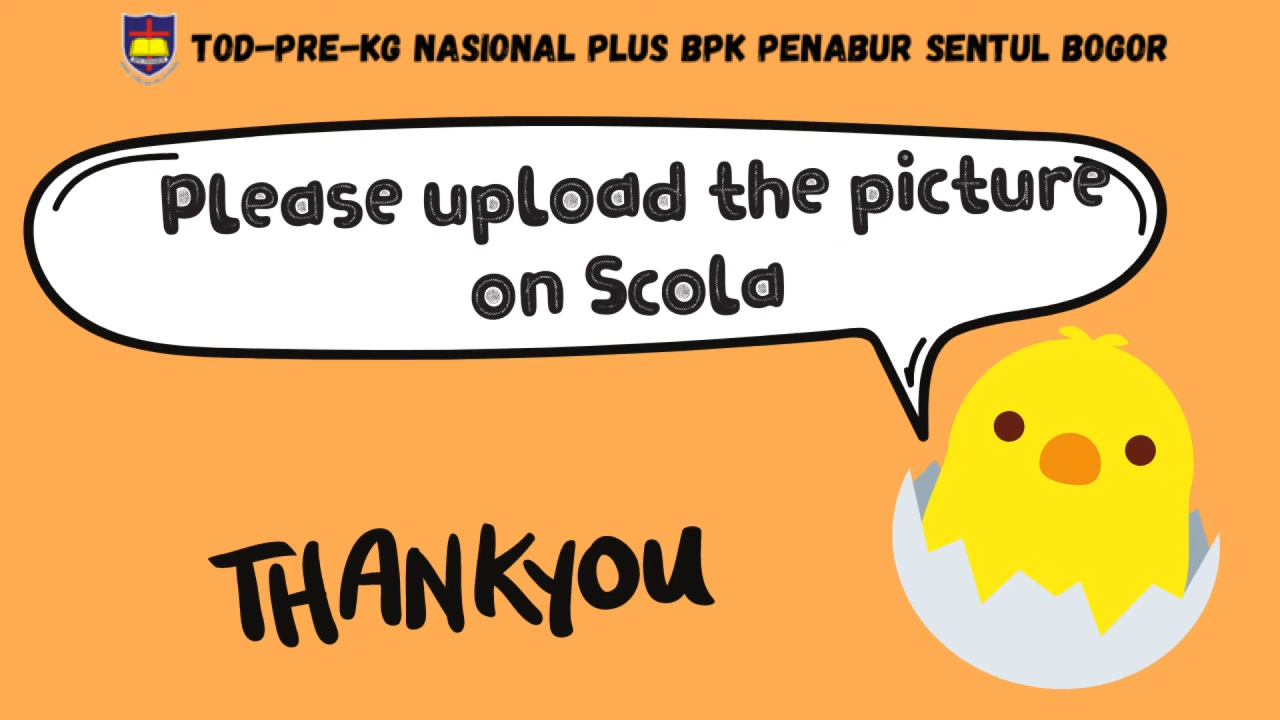 TOD-PRE-KG NASIONAL PLUS BPK PENABUR SENTUL BOGOR
Please upload the picture
on Scola
THANKYOU